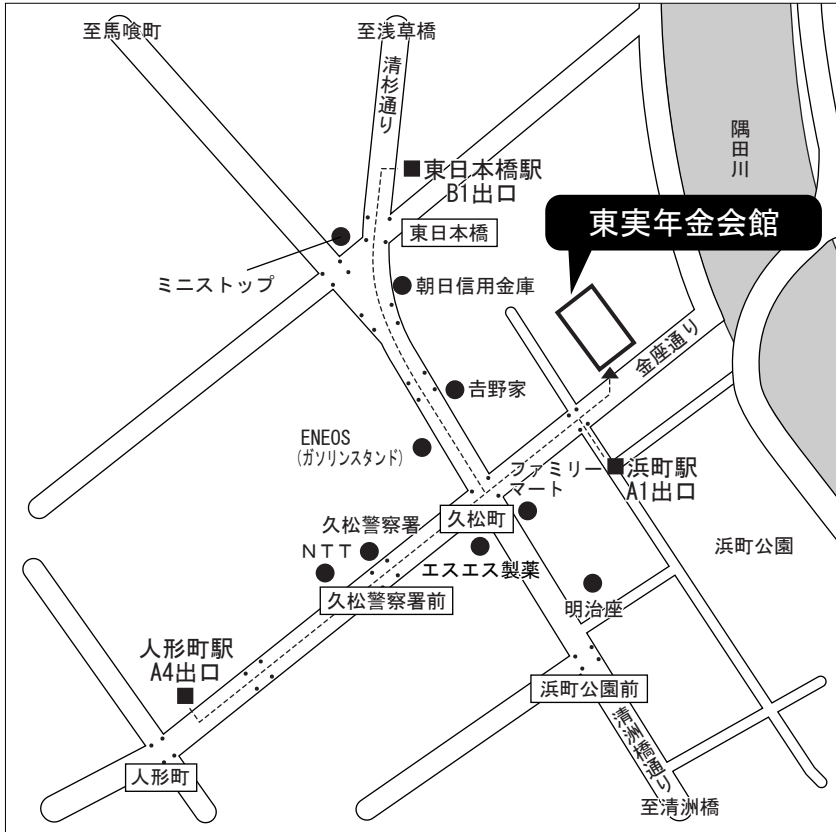 至馬喰町
至浅草橋
清杉通り
隅田川
東日本橋駅
B1出口
東日本橋
東実年金会館
ミニストップ
朝日信用金庫
金座通り
𠮷野家
ENEOS
(ガソリンスタンド)
ファミリー
マート
浜町駅
A1出口
久松町
久松警察署
NTT
エスエス製薬
浜町公園
久松警察署前
明治座
人形町駅
A4出口
浜町公園前
清洲橋通り
人形町
至清洲橋